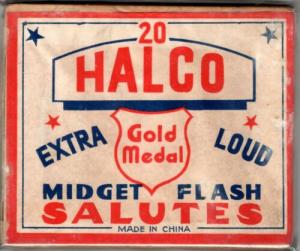 20
HALCO
EXTRA Gold Medal LOUD
MIDGET FLASH
SALUTES
MADE IN CHINA